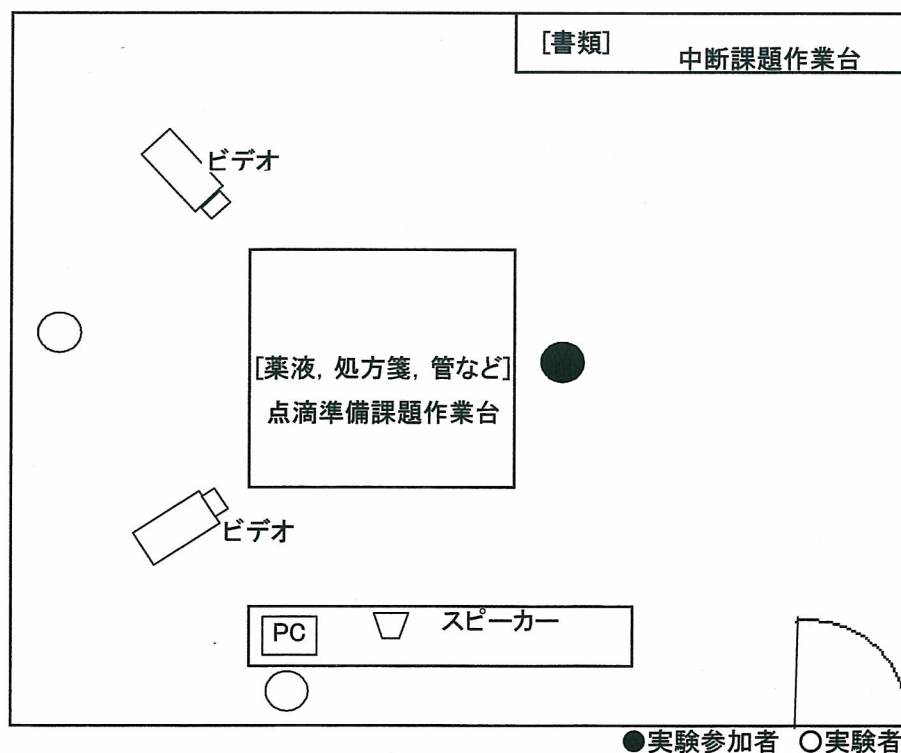 [書類]
中断課題作業台
ビデオ
[薬液, 処方箋, 管など]
点滴準備課題作業台
ビデオ
スピーカー
PC
●実験参加者 ○実験者